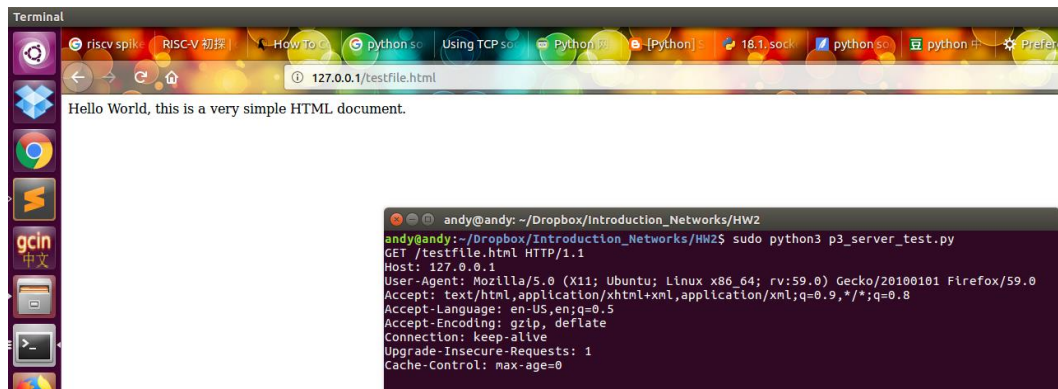 Terminal
riscv spike
RISC-V 初探
How To
python so
Using TCP so
Python
[Python]
18.1. sock
python so
python 中
Prefer
127.0.0.1/testfile.html
Hello World, this is a very simple HTML document.
gcin
中文
andy@andy: ~/Dropbox/Introduction_Networks/HW2
andy@andy:~/Dropbox/Introduction_Networks/HW2$ sudo python3 p3_server_test.py
GET /testfile.html HTTP/1.1
Host: 127.0.0.1
User-Agent: Mozilla/5.0 (X11; Ubuntu; Linux x86_64; rv:59.0) Gecko/20100101 Firefox/59.0
Accept: text/html,application/xhtml+xml,application/xml;q=0.9,*/*;q=0.8
Accept-Language: en-US,en;q=0.5
Accept-Encoding: gzip, deflate
Connection: keep-alive
Upgrade-Insecure-Requests: 1
Cache-Control: max-age=0